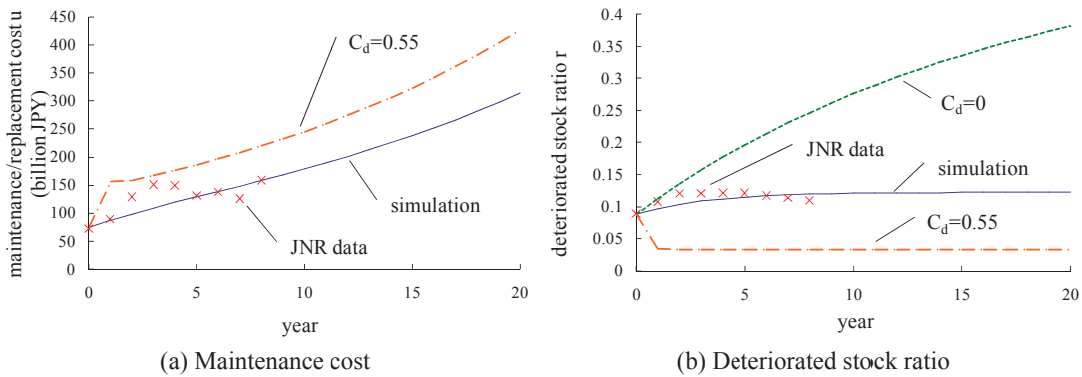 maintenance/replacement cost u
(billion JPY)
450
400
350
300
250
200
150
100
50
0
C_d=0.55
simulation
JNR data
0
5
10
15
20
year
(a) Maintenance cost
deteriorated stock ratio r
0.4
0.35
0.3
0.25
0.2
0.15
0.1
0.05
0
C_d=0
JNR data
simulation
C_d=0.55
0
5
10
15
20
year
(b) Deteriorated stock ratio